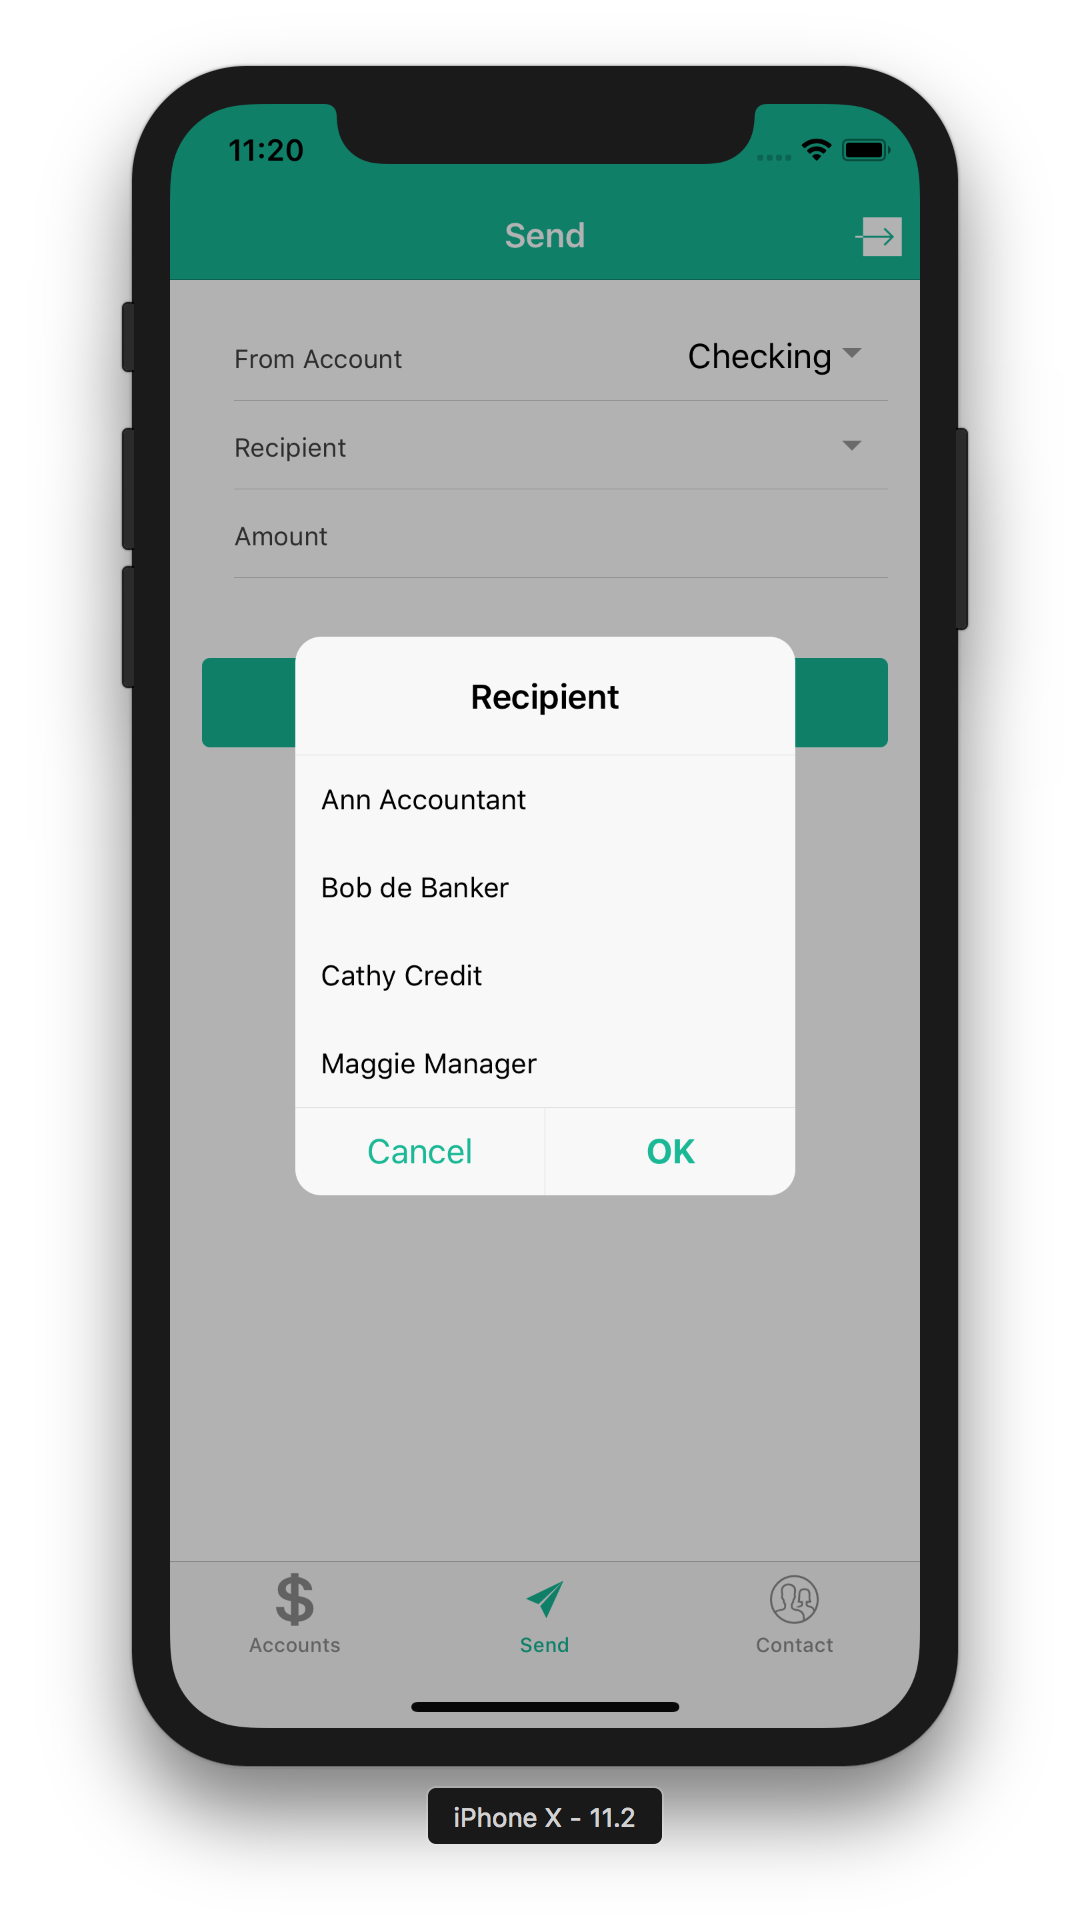 11:20
Send
From Account
Checking
Recipient
Amount
Recipient
Ann Accountant
Bob de Banker
Cathy Credit
Maggie Manager
Cancel
OK
$
Accounts
Send
Contact
iPhone X - 11.2